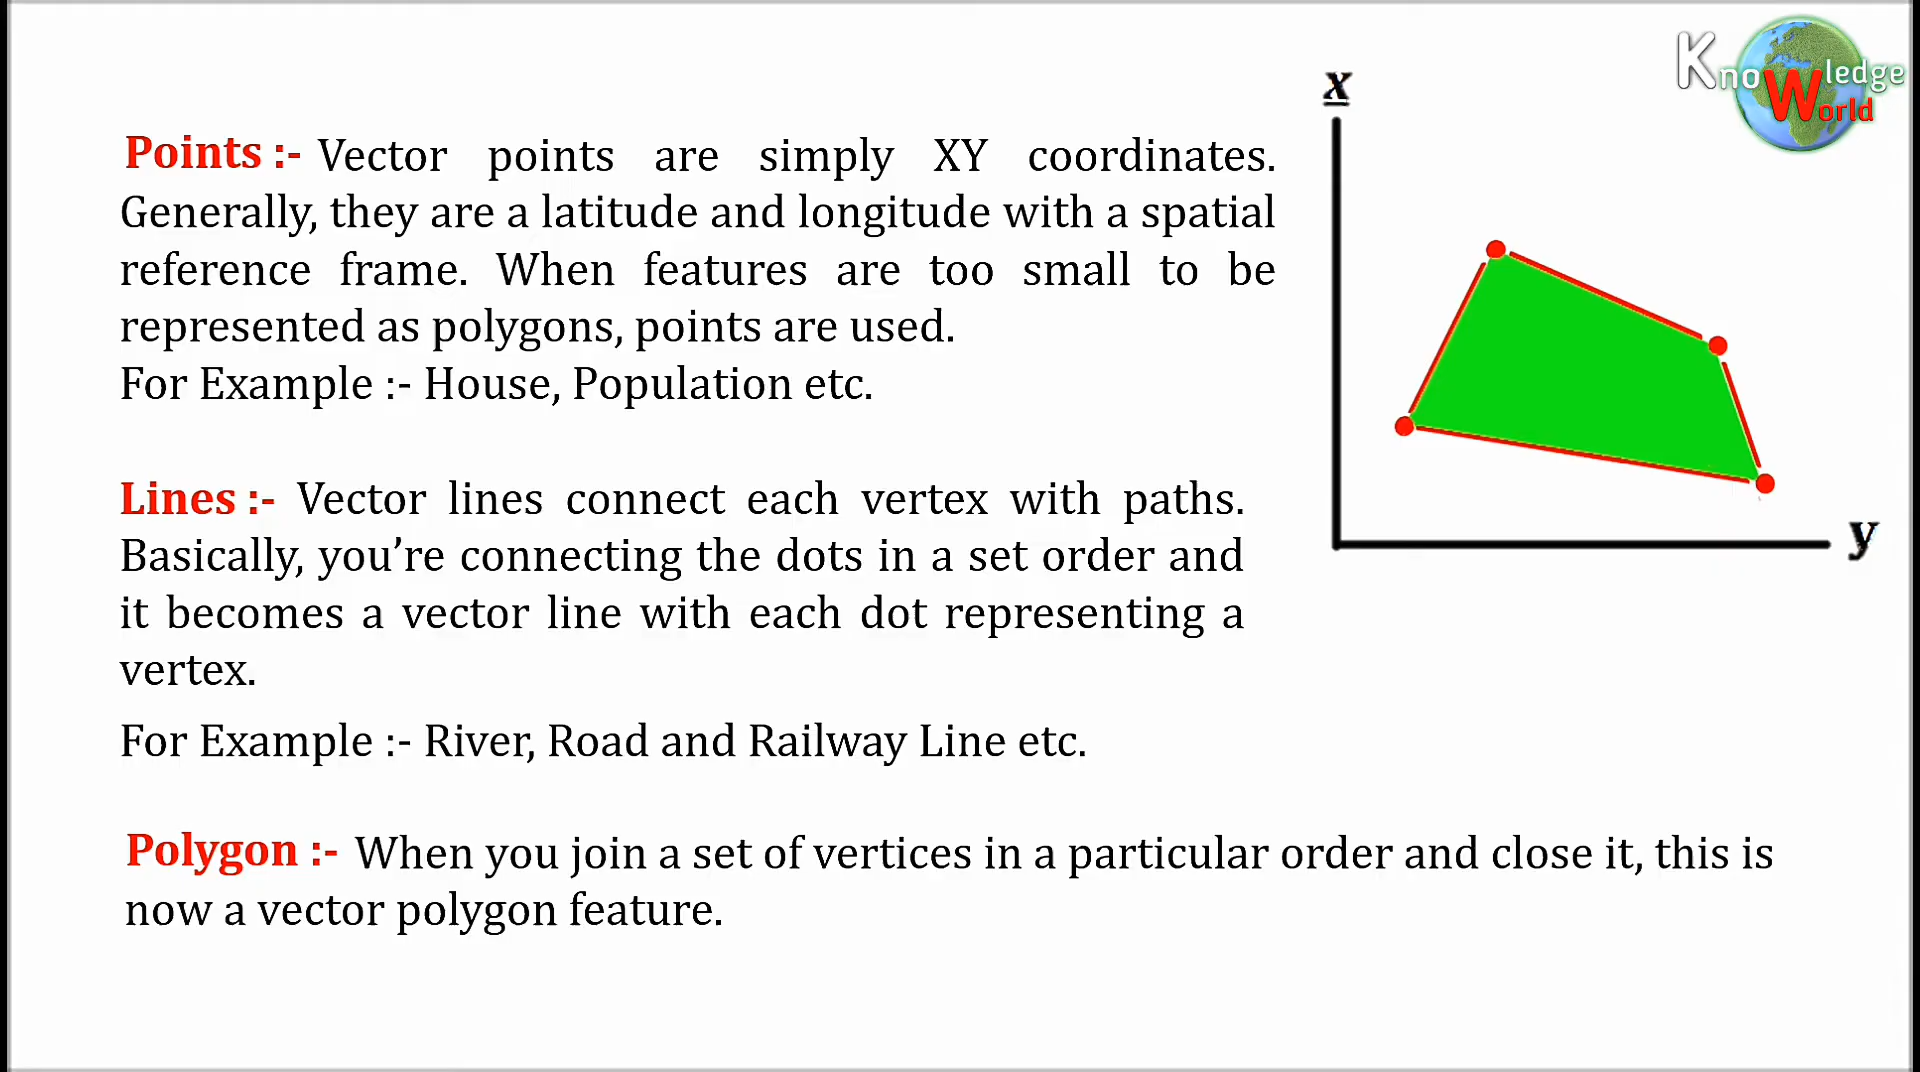 Knowledge
World
x
Points :- Vector points are simply XY coordinates.
Generally, they are a latitude and longitude with a spatial
reference frame. When features are too small to be
represented as polygons, points are used.
For Example :- House, Population etc.
Lines :- Vector lines connect each vertex with paths.
Basically, you’re connecting the dots in a set order and
it becomes a vector line with each dot representing a
vertex.
y
For Example :- River, Road and Railway Line etc.
Polygon :- When you join a set of vertices in a particular order and close it, this is
now a vector polygon feature.